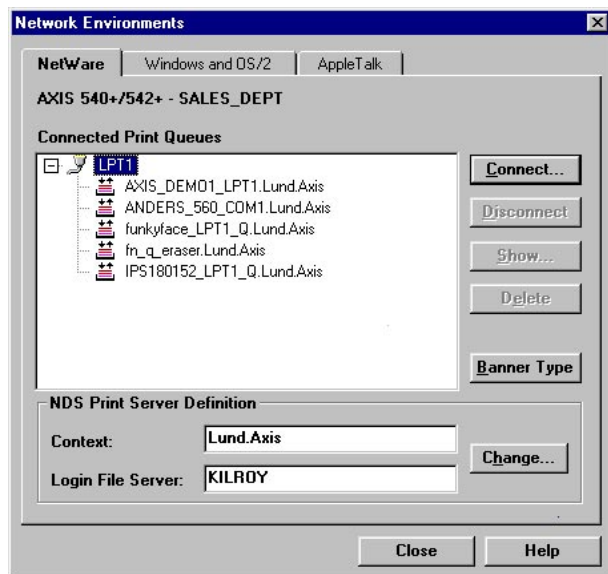 Network Environments
NetWare
Windows and OS/2
AppleTalk
AXIS 540+/542+ - SALES_DEPT
Connected Print Queues
LPT1
AXIS_DEMO1_LPT1.Lund.Axis
ANDERS_560_COM1.Lund.Axis
funkyface_LPT1_Q.Lund.Axis
fn_q_eraser.Lund.Axis
IPS180152_LPT1_Q.Lund.Axis
Connect...
Disconnect
Show...
Delete
Banner Type
NDS Print Server Definition
Context:
Lund.Axis
Login File Server:
KILROY
Change...
Close
Help